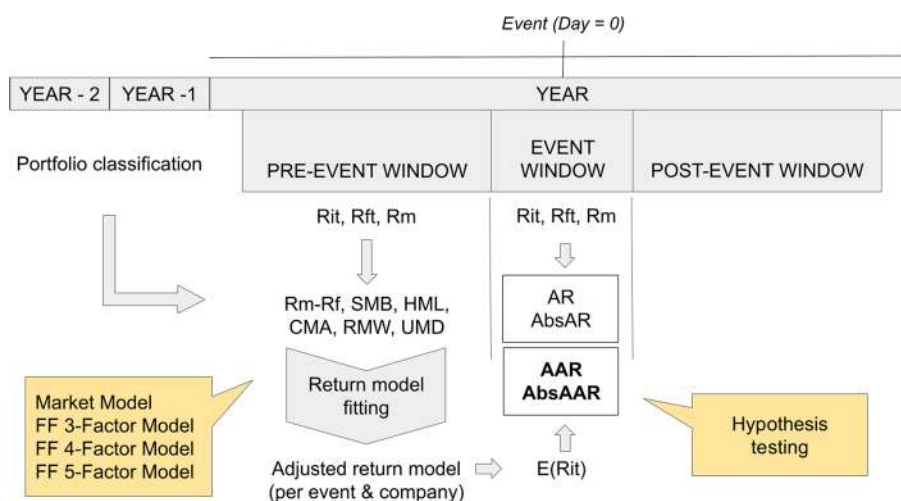 Event (Day = 0)
YEAR - 2
YEAR -1
YEAR
Portfolio classification
PRE-EVENT WINDOW
EVENT
WINDOW
POST-EVENT WINDOW
Rit, Rft, Rm
Rit, Rft, Rm
Rm-Rf, SMB, HML,
CMA, RMW, UMD
AR
AbsAR
Return model
fitting
AAR
AbsAAR
Market Model
FF 3-Factor Model
FF 4-Factor Model
FF 5-Factor Model
Hypothesis
testing
Adjusted return model
(per event & company)
E(Rit)